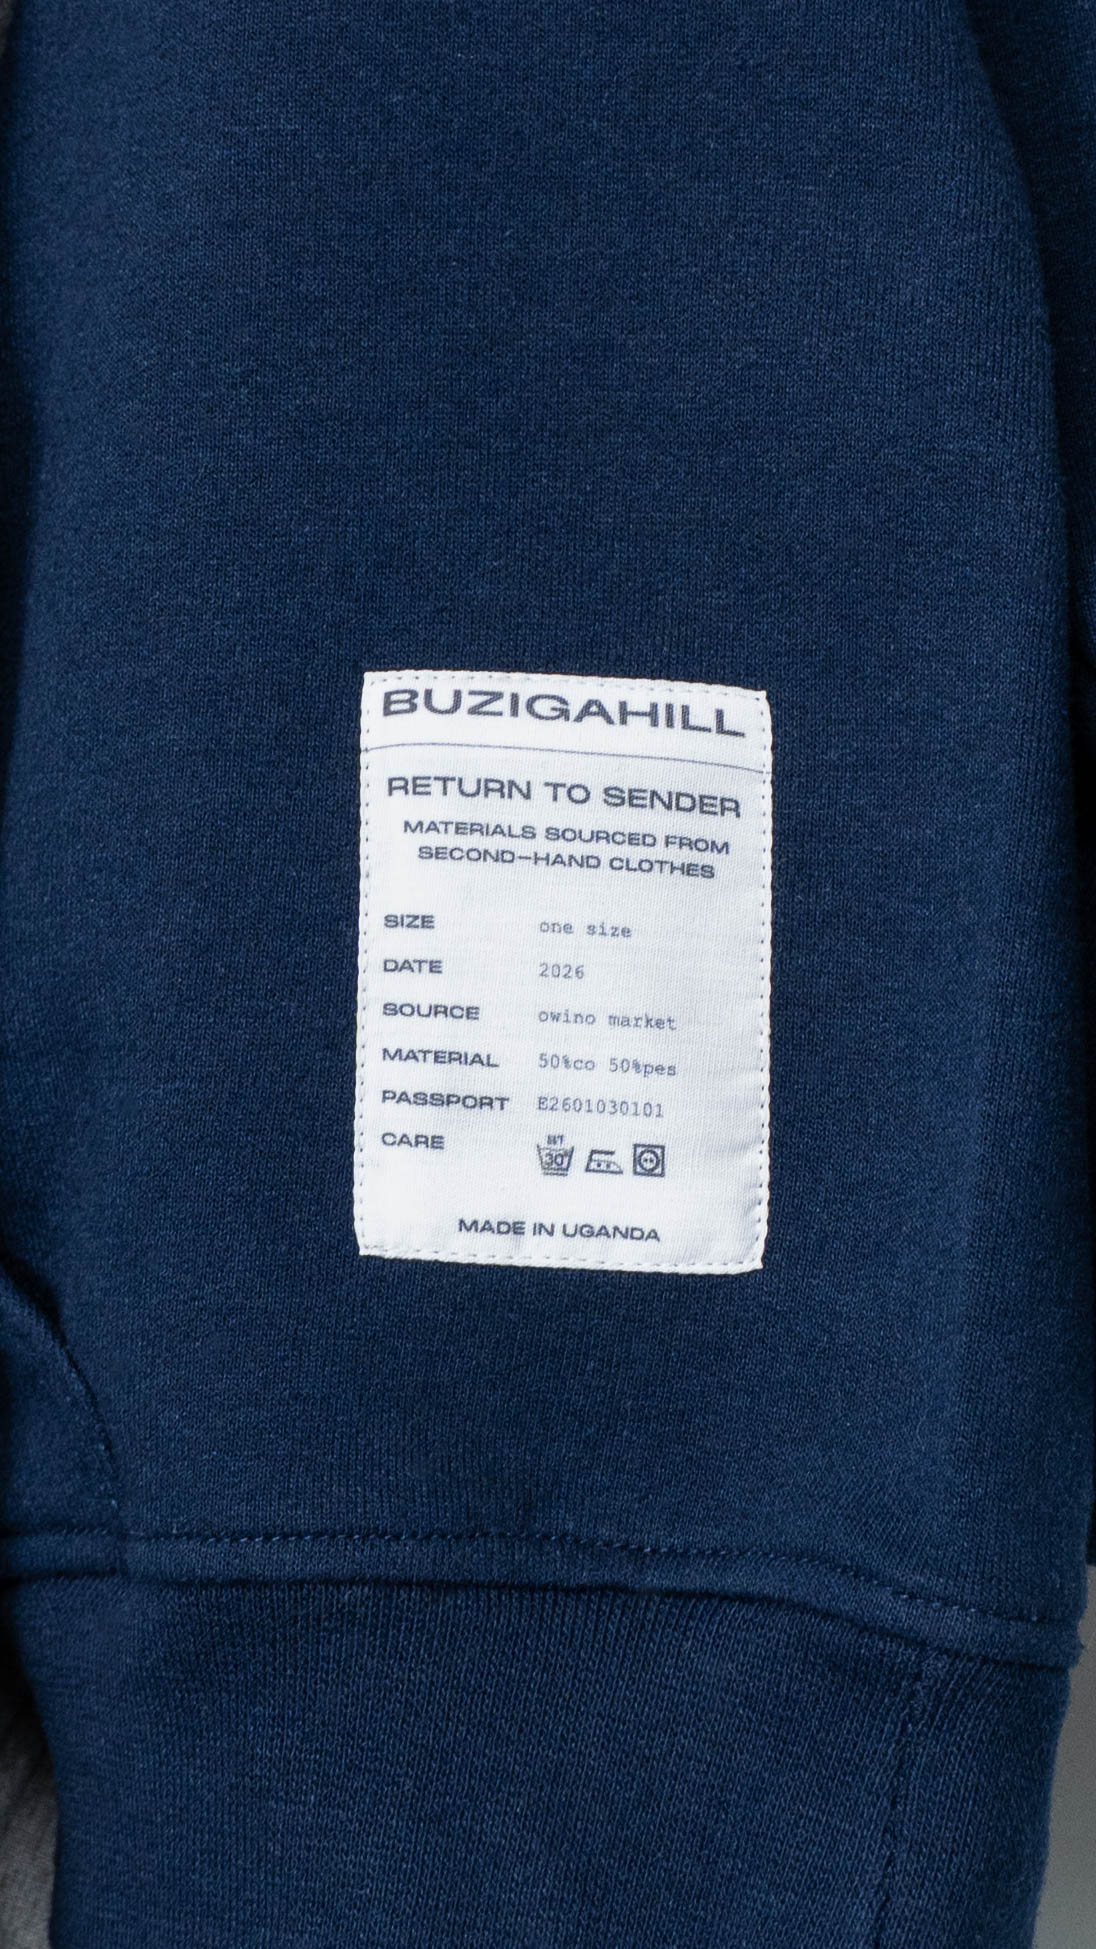 BUZIGAHILL
RETURN TO SENDER
MATERIALS SOURCED FROM
SECOND-HAND CLOTHES
SIZE one size
DATE 2026
SOURCE owino market
MATERIAL 50%co 50%pes
PASSPORT E2601030101
CARE 30°
MADE IN UGANDA